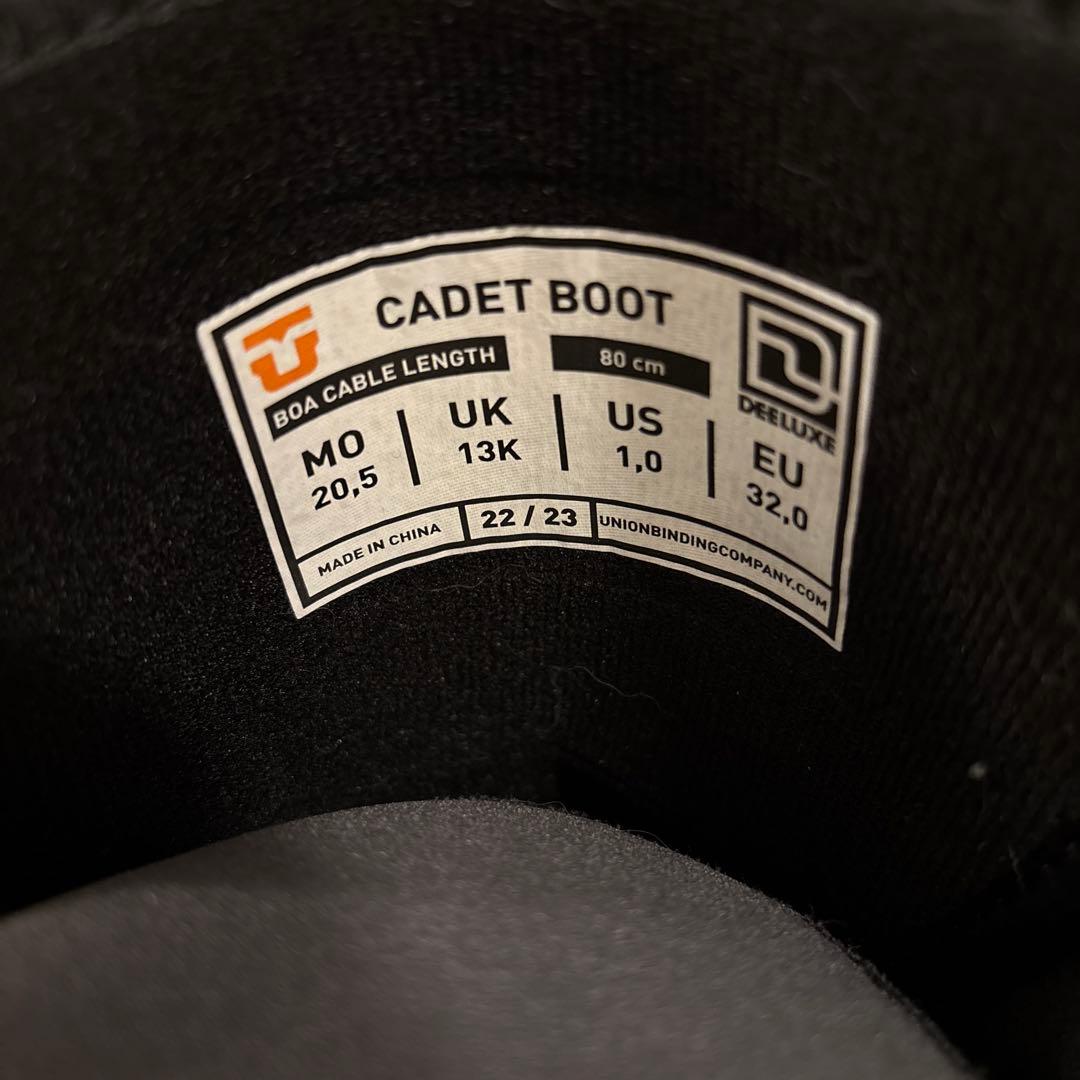 CADET BOOT
BOA CABLE LENGTH 80 cm
DEELUXE
MO UK US EU
20,5 13K 1,0 32,0
MADE IN CHINA 22 / 23 UNIONBINDINGCOMPANY.COM